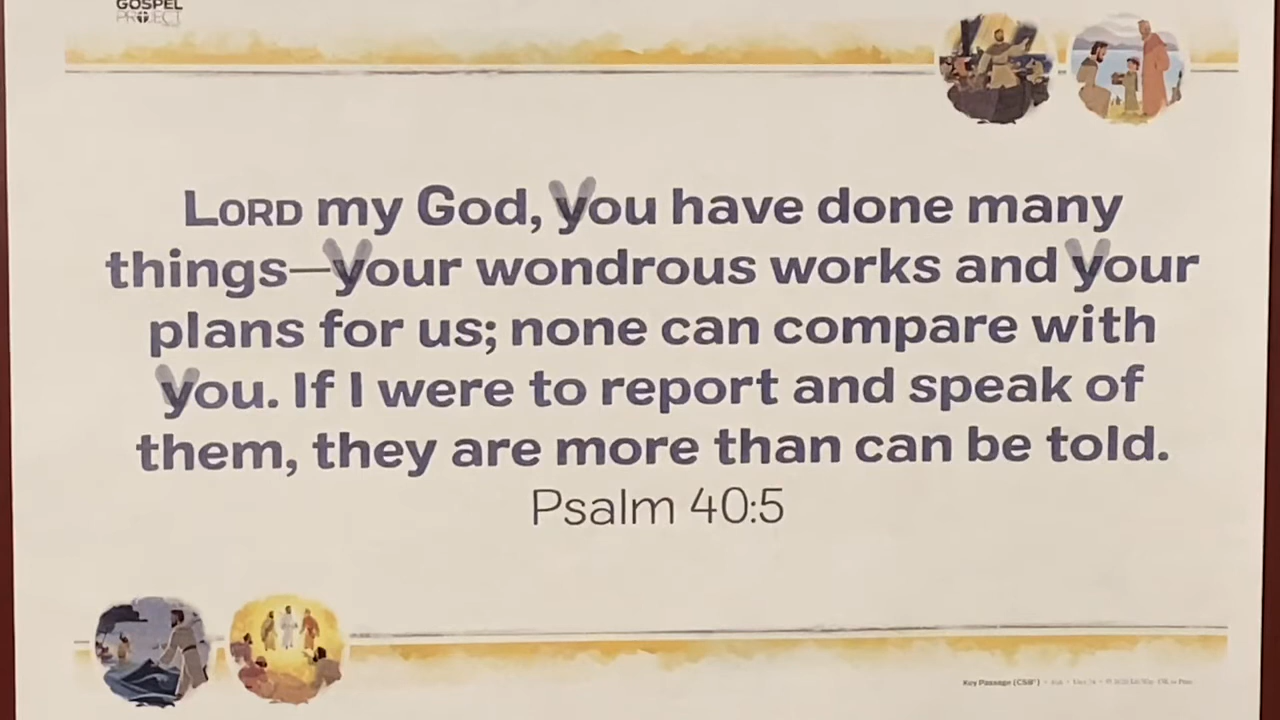 GOSPEL
PROJECT
LORD my God, You have done many
things—Your wondrous works and Your
plans for us; none can compare with
You. If I were to report and speak of
them, they are more than can be told.
Psalm 40:5
Key Passage (CSB®)